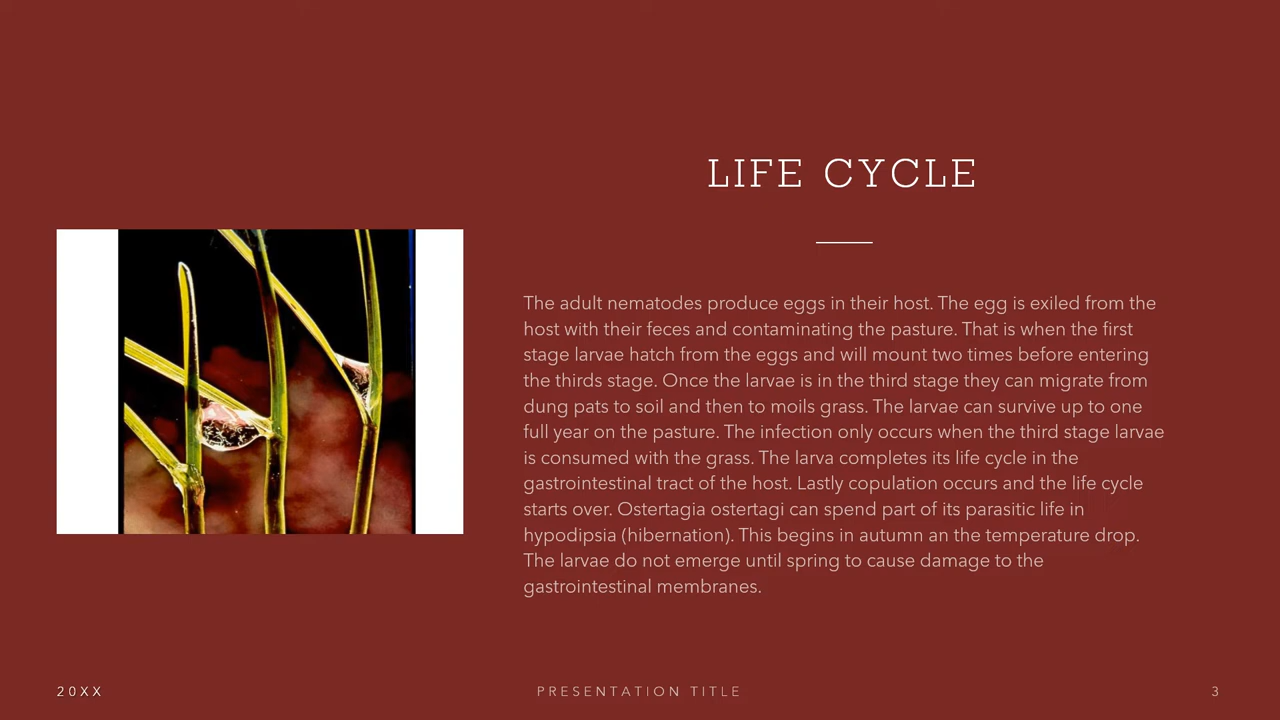 LIFE CYCLE
The adult nematodes produce eggs in their host. The egg is exiled from the
host with their feces and contaminating the pasture. That is when the first
stage larvae hatch from the eggs and will mount two times before entering
the thirds stage. Once the larvae is in the third stage they can migrate from
dung pats to soil and then to moils grass. The larvae can survive up to one
full year on the pasture. The infection only occurs when the third stage larvae
is consumed with the grass. The larva completes its life cycle in the
gastrointestinal tract of the host. Lastly copulation occurs and the life cycle
starts over. Ostertagia ostertagi can spend part of its parasitic life in
hypodipsia (hibernation). This begins in autumn an the temperature drop.
The larvae do not emerge until spring to cause damage to the
gastrointestinal membranes.
20XX
PRESENTATION TITLE
3